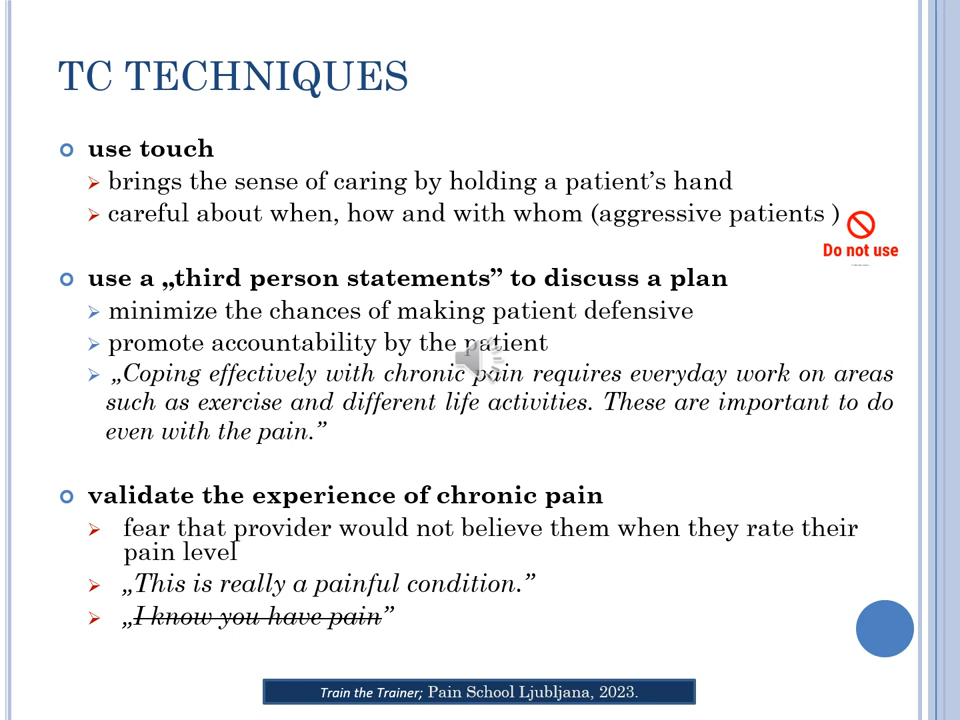 TC TECHNIQUES
use touch
brings the sense of caring by holding a patient's hand
careful about when, how and with whom (aggressive patients )
Do not use
use a „third person statements” to discuss a plan
minimize the chances of making patient defensive
promote accountability by the patient
„Coping effectively with chronic pain requires everyday work on areas
such as exercise and different life activities. These are important to do
even with the pain.”
validate the experience of chronic pain
fear that provider would not believe them when they rate their
pain level
„This is really a painful condition.”
„I know you have pain”
Train the Trainer; Pain School Ljubljana, 2023.